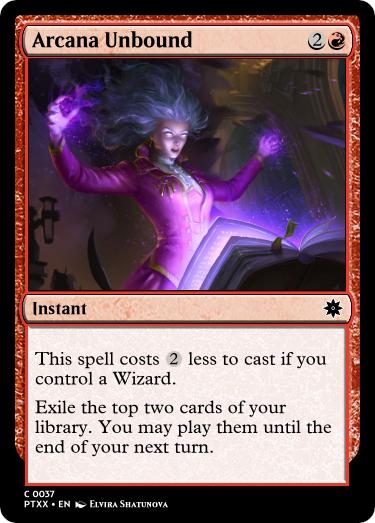 Arcana Unbound 2
Instant
This spell costs 2 less to cast if you
control a Wizard.
Exile the top two cards of your
library. You may play them until the
end of your next turn.
C 0037
PTXX • EN Elvira Shatunova